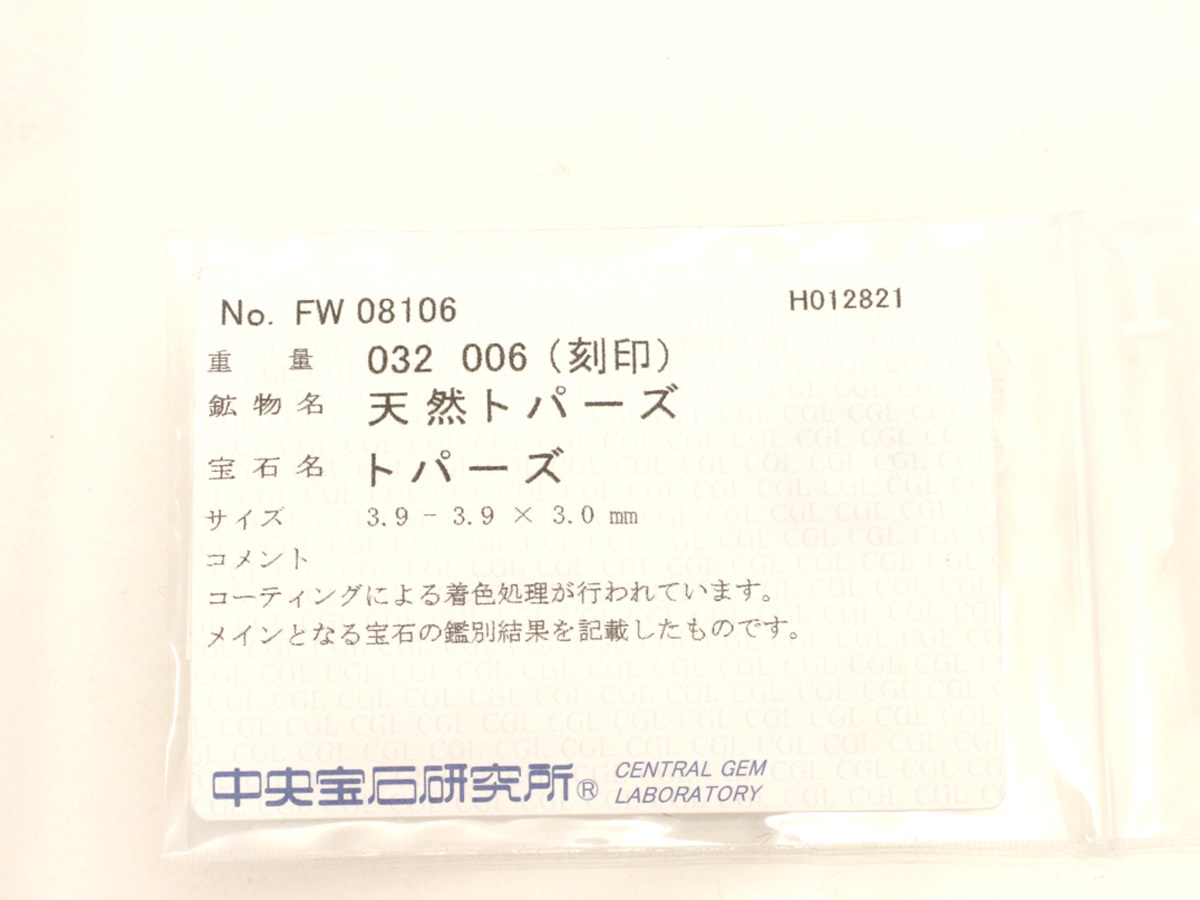 No. FW 08106 H012821
重 量 032 006 (刻印)
鉱物名 天然トパーズ
宝石名 トパーズ
サイズ 3.9 - 3.9 × 3.0 mm
コメント
コーティングによる着色処理が行われています。
メインとなる宝石の鑑別結果を記載したものです。
中央宝石研究所® CENTRAL GEM
LABORATORY